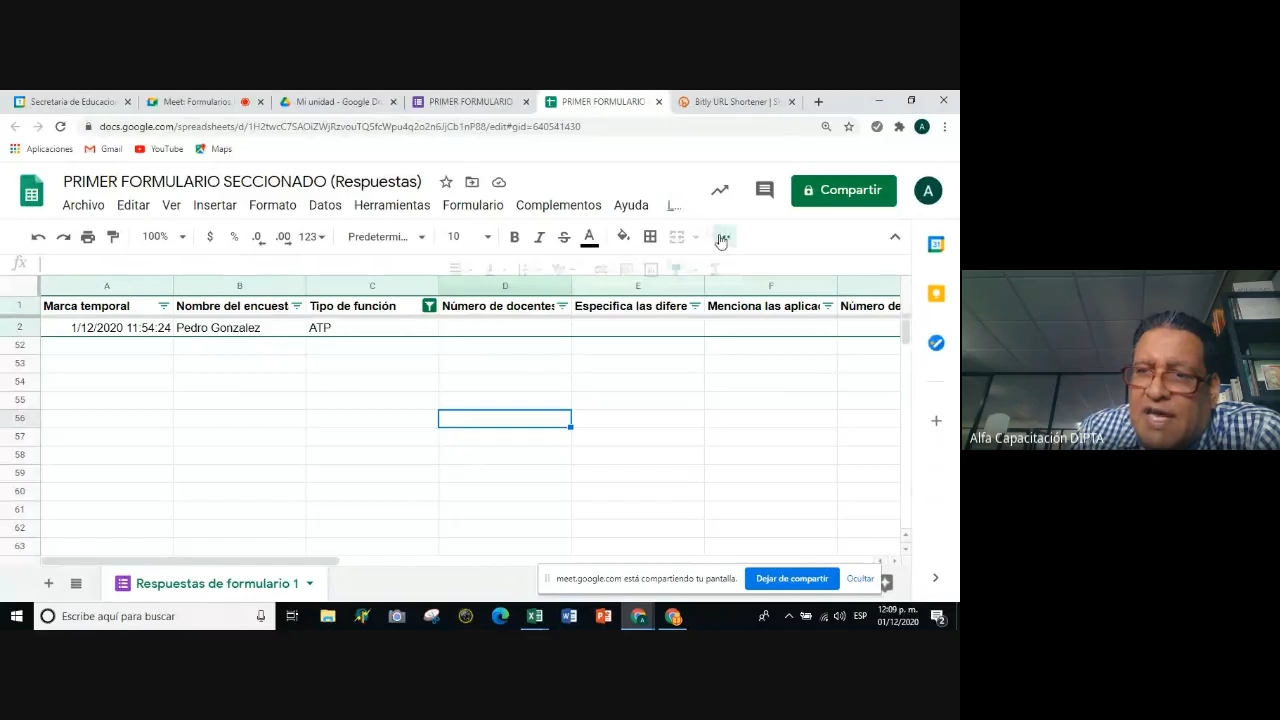 Secretaria de Educacion
Meet: Formularios
Mi unidad - Google Dr
PRIMER FORMULARIO
PRIMER FORMULARIO
Bitly URL Shortener | Sh
docs.google.com/spreadsheets/d/1H2twcC7SAOiZWjRzvouTQ5fcWpu4q2o2n6JjCb1nP88/edit#gid=640541430
A
Aplicaciones
Gmail
YouTube
Maps
PRIMER FORMULARIO SECCIONADO (Respuestas)
Compartir
A
Archivo Editar Ver Insertar Formato Datos Herramientas Formulario Complementos Ayuda L...
100% $ % .0 .00 123 Predetermi... 10 B I S A
fx
A B C D E F
1 Marca temporal Nombre del encuest Tipo de función Número de docentes Especifica las difere Menciona las aplicac Número de
2 1/12/2020 11:54:24 Pedro Gonzalez ATP
52
53
54
55
56
57
58
59
60
61
62
63
Respuestas de formulario 1
meet.google.com está compartiendo tu pantalla. Dejar de compartir Ocultar
Escribe aquí para buscar
ESP
12:09 p. m.
01/12/2020
2
Alfa Capacitación DIPTA